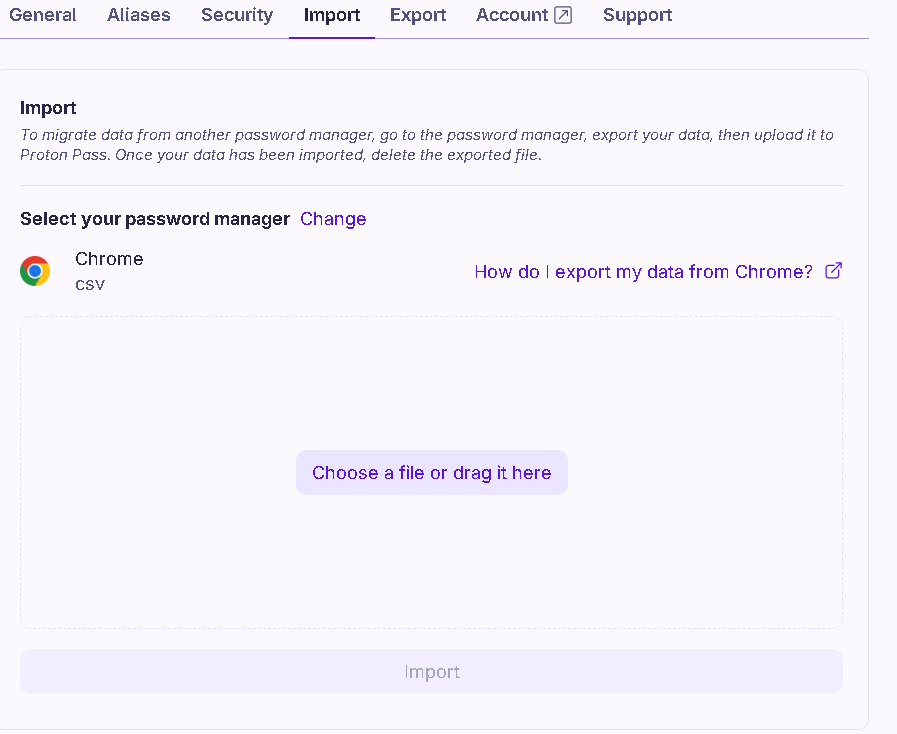 General Aliases Security Import Export Account Support
Import
To migrate data from another password manager, go to the password manager, export your data, then upload it to
Proton Pass. Once your data has been imported, delete the exported file.
Select your password manager Change
Chrome
csv
How do I export my data from Chrome?
Choose a file or drag it here
Import